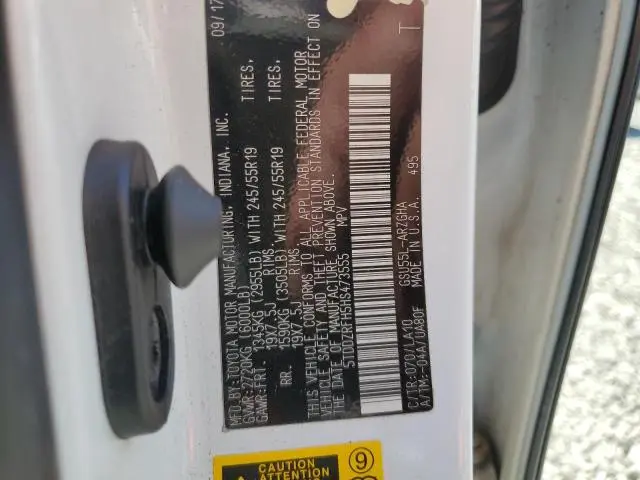 MFD.BY:TOYOTA MOTOR MANUFACTURING, INDIANA, INC. 09/17
GVWR:2720KG (6000LB)
GAWR:FRT. 1345KG (2955LB) WITH 245/55R19 TIRES,
19X7.5J RIMS
RR. 1590KG (3505LB) WITH 245/55R19 TIRES,
19X7.5J RIMS
THIS VEHICLE CONFORMS TO ALL APPLICABLE FEDERAL MOTOR
VEHICLE SAFETY AND THEFT PREVENTION STANDARDS IN EFFECT ON
THE DATE OF MANUFACTURE SHOWN ABOVE.
5TDDZRFH5HS473555 MPV T
C/TR:070/LA10 GSU55L-ARZGHA
A/TM:-04A/UA80F MADE IN U.S.A. 495
CAUTION
ATTENTION
9